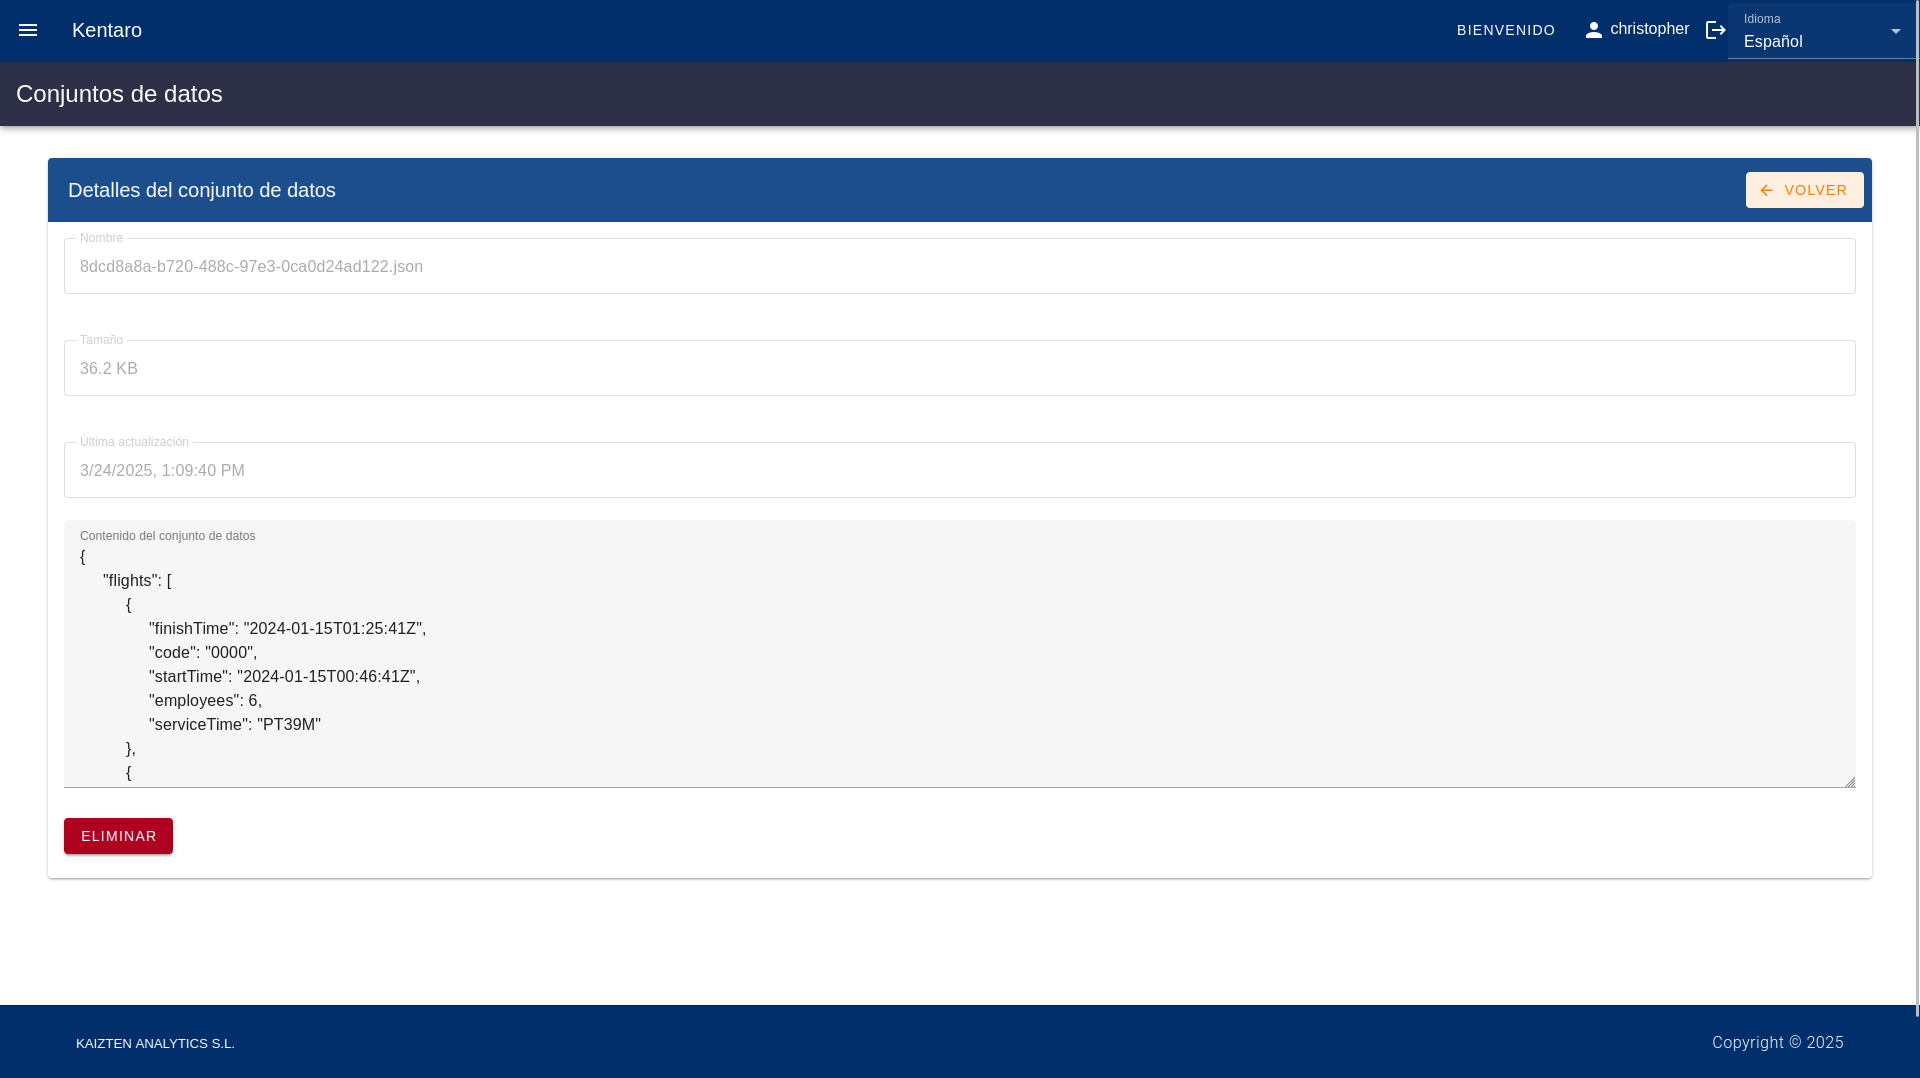 Kentaro
BIENVENIDO
christopher
Idioma
Español
Conjuntos de datos
Detalles del conjunto de datos
VOLVER
Nombre
8dcd8a8a-b720-488c-97e3-0ca0d24ad122.json
Tamaño
36.2 KB
Última actualización
3/24/2025, 1:09:40 PM
Contenido del conjunto de datos
{
"flights": [
{
"finishTime": "2024-01-15T01:25:41Z",
"code": "0000",
"startTime": "2024-01-15T00:46:41Z",
"employees": 6,
"serviceTime": "PT39M"
},
{
ELIMINAR
KAIZTEN ANALYTICS S.L.
Copyright © 2025